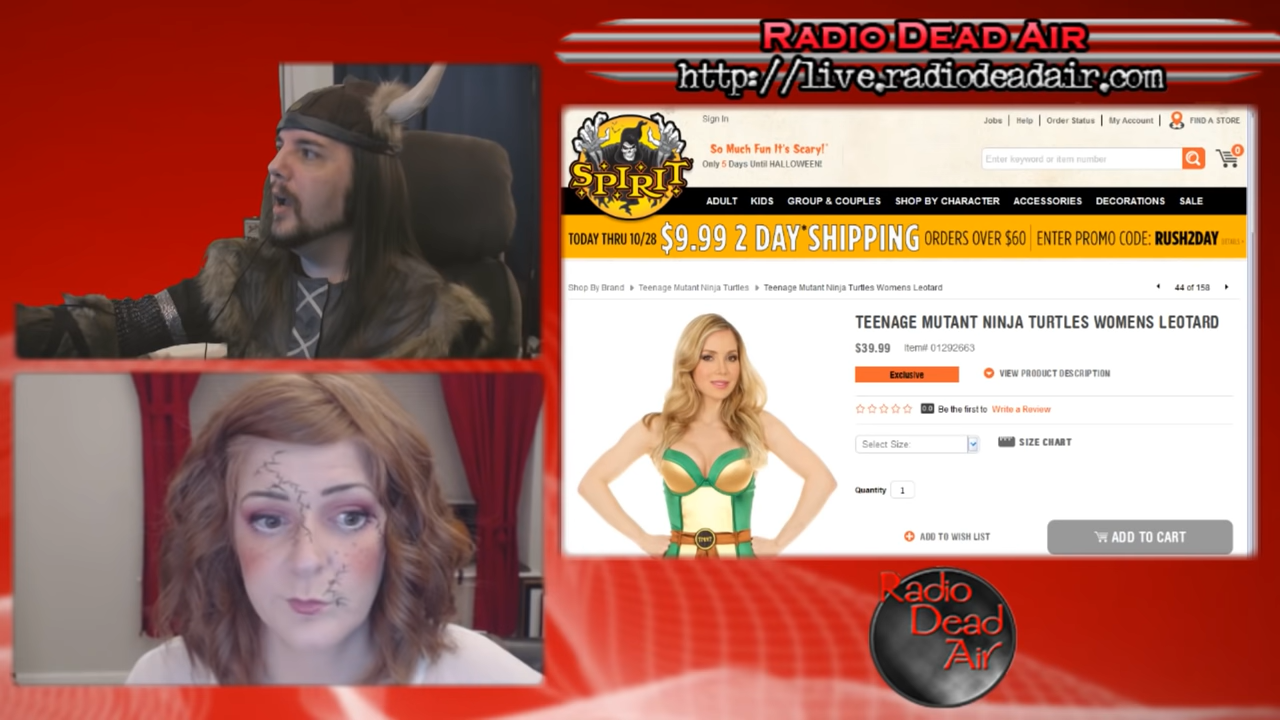 RADIO DEAD AIR
http://live.radiodeadair.com
SPIRIT
Sign In
Jobs | Help | Order Status | My Account | FIND A STORE
So Much Fun It's Scary!
Only 5 Days Until HALLOWEEN!
Enter keyword or item number
0
ADULT KIDS GROUP & COUPLES SHOP BY CHARACTER ACCESSORIES DECORATIONS SALE
TODAY THRU 10/28 $9.99 2 DAY* SHIPPING ORDERS OVER $60 | ENTER PROMO CODE: RUSH2DAY
Shop By Brand Teenage Mutant Ninja Turtles Teenage Mutant Ninja Turtles Womens Leotard
44 of 158
TEENAGE MUTANT NINJA TURTLES WOMENS LEOTARD
$39.99 Item# 01292663
Exclusive VIEW PRODUCT DESCRIPTION
0.0 Be the first to Write a Review
Select Size: SIZE CHART
Quantity 1
TMNT
ADD TO WISH LIST ADD TO CART
Radio
Dead
Air